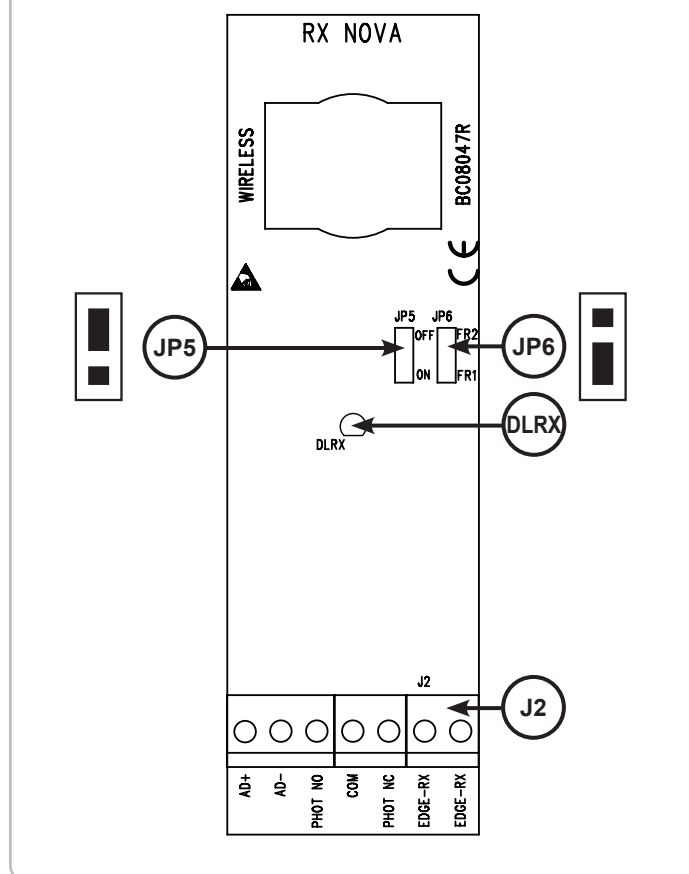 RX NOVA
WIRELESS
BC08047R
CE
JP5 JP6
OFF FR2
ON FR1
JP5
JP6
DLRX
DLRX
J2
J2
AD+
AD-
PHOT NO
COM
PHOT NC
EDGE-RX
EDGE-RX